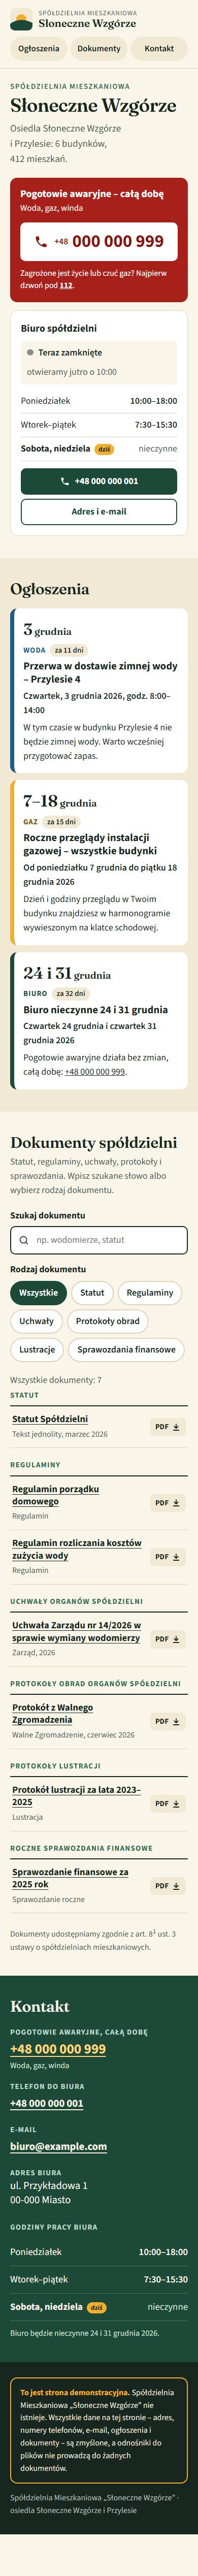 SPÓŁDZIELNIA MIESZKANIOWA
Słoneczne Wzgórze
Ogłoszenia
Dokumenty
Kontakt
SPÓŁDZIELNIA MIESZKANIOWA
Słoneczne Wzgórze
Osiedla Słoneczne Wzgórze
i Przylesie: 6 budynków,
412 mieszkań.
Pogotowie awaryjne – całą dobę
Woda, gaz, winda
+48 000 000 999
Zagrożone jest życie lub czuć gaz? Najpierw
dzwoń pod 112.
Biuro spółdzielni
Teraz zamknięte
otwieramy jutro o 10:00
Poniedziałek 10:00–18:00
Wtorek–piątek 7:30–15:30
Sobota, niedziela dziś nieczynne
+48 000 000 001
Adres i e-mail
Ogłoszenia
3 grudnia
WODA za 11 dni
Przerwa w dostawie zimnej wody
– Przylesie 4
Czwartek, 3 grudnia 2026, godz. 8:00–
14:00
W tym czasie w budynku Przylesie 4 nie
będzie zimnej wody. Warto wcześniej
przygotować zapas.
7–18 grudnia
GAZ za 15 dni
Roczne przeglądy instalacji
gazowej – wszystkie budynki
Od poniedziałku 7 grudnia do piątku 18
grudnia 2026
Dzień i godziny przeglądu w Twoim
budynku znajdziesz w harmonogramie
wywieszonym na klatce schodowej.
24 i 31 grudnia
BIURO za 32 dni
Biuro nieczynne 24 i 31 grudnia
Czwartek 24 grudnia i czwartek 31
grudnia 2026
Pogotowie awaryjne działa bez zmian,
całą dobę: +48 000 000 999.
Dokumenty spółdzielni
Statut, regulaminy, uchwały, protokoły i
sprawozdania. Wpisz szukane słowo albo
wybierz rodzaj dokumentu.
Szukaj dokumentu
np. wodomierze, statut
Rodzaj dokumentu
Wszystkie
Statut
Regulaminy
Uchwały
Protokoły obrad
Lustracje
Sprawozdania finansowe
Wszystkie dokumenty: 7
STATUT
Statut Spółdzielni
Tekst jednolity, marzec 2026
PDF
REGULAMINY
Regulamin porządku
domowego
Regulamin
PDF
Regulamin rozliczania kosztów
zużycia wody
Regulamin
PDF
UCHWAŁY ORGANÓW SPÓŁDZIELNI
Uchwała Zarządu nr 14/2026 w
sprawie wymiany wodomierzy
Zarząd, 2026
PDF
PROTOKOŁY OBRAD ORGANÓW SPÓŁDZIELNI
Protokół z Walnego
Zgromadzenia
Walne Zgromadzenie, czerwiec 2026
PDF
PROTOKOŁY LUSTRACJI
Protokół lustracji za lata 2023–
2025
Lustracja
PDF
ROCZNE SPRAWOZDANIA FINANSOWE
Sprawozdanie finansowe za
2025 rok
Sprawozdanie roczne
PDF
Dokumenty udostępniamy zgodnie z art. 8¹ ust. 3
ustawy o spółdzielniach mieszkaniowych.
Kontakt
POGOTOWIE AWARYJNE, CAŁĄ DOBĘ
+48 000 000 999
Woda, gaz, winda
TELEFON DO BIURA
+48 000 000 001
E-MAIL
biuro@example.com
ADRES BIURA
ul. Przykładowa 1
00-000 Miasto
GODZINY PRACY BIURA
Poniedziałek 10:00–18:00
Wtorek–piątek 7:30–15:30
Sobota, niedziela dziś nieczynne
Biuro będzie nieczynne 24 i 31 grudnia 2026.
To jest strona demonstracyjna. Spółdzielnia
Mieszkaniowa „Słoneczne Wzgórze” nie
istnieje. Wszystkie dane na tej stronie – adres,
numery telefonów, e-mail, ogłoszenia i
dokumenty – są zmyślone, a odnośniki do
plików nie prowadzą do żadnych
dokumentów.
Spółdzielnia Mieszkaniowa „Słoneczne Wzgórze” ·
osiedla Słoneczne Wzgórze i Przylesie